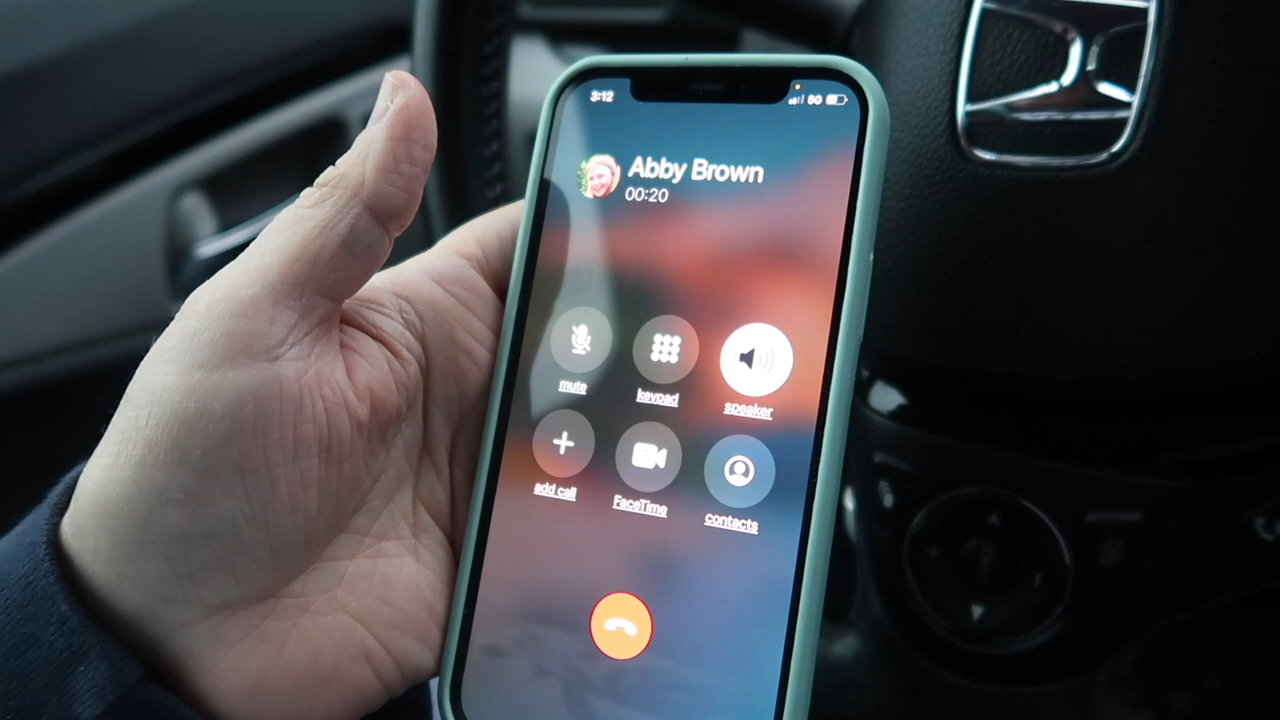 3:12 5G
Abby Brown
00:20
mute keypad speaker
add call FaceTime contacts